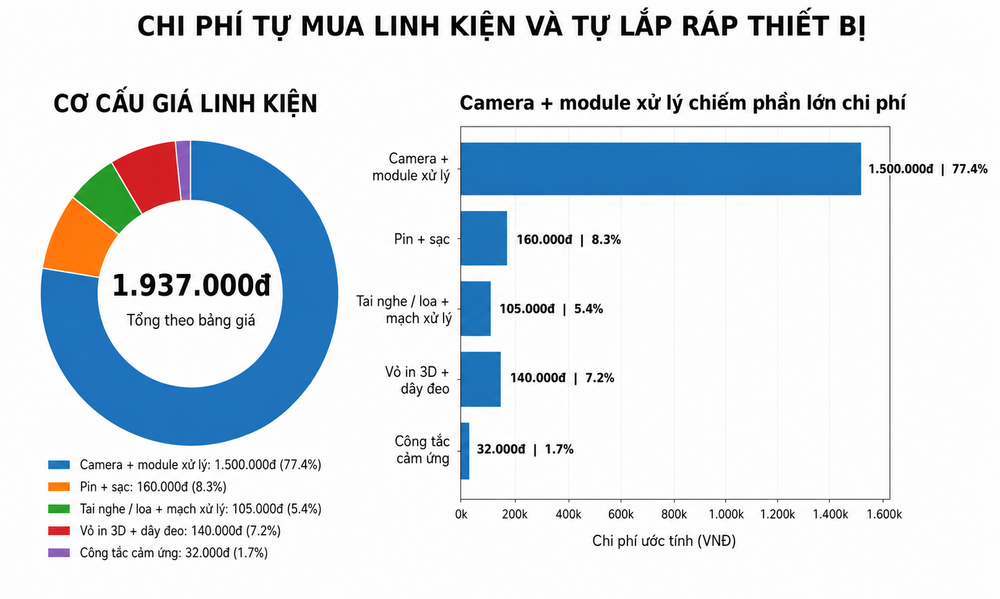 CHI PHÍ TỰ MUA LINH KIỆN VÀ TỰ LẮP RÁP THIẾT BỊ
CƠ CẤU GIÁ LINH KIỆN
1.937.000đ
Tổng theo bảng giá
Camera + module xử lý: 1.500.000đ (77.4%)
Pin + sạc: 160.000đ (8.3%)
Tai nghe / loa + mạch xử lý: 105.000đ (5.4%)
Vỏ in 3D + dây đeo: 140.000đ (7.2%)
Công tắc cảm ứng: 32.000đ (1.7%)
Camera + module xử lý chiếm phần lớn chi phí
Camera +
module xử lý
1.500.000đ | 77.4%
Pin + sạc
160.000đ | 8.3%
Tai nghe / loa +
mạch xử lý
105.000đ | 5.4%
Vỏ in 3D +
dây đeo
140.000đ | 7.2%
Công tắc
cảm ứng
32.000đ | 1.7%
0k 200k 400k 600k 800k 1.000k 1.200k 1.400k 1.600k
Chi phí ước tính (VNĐ)